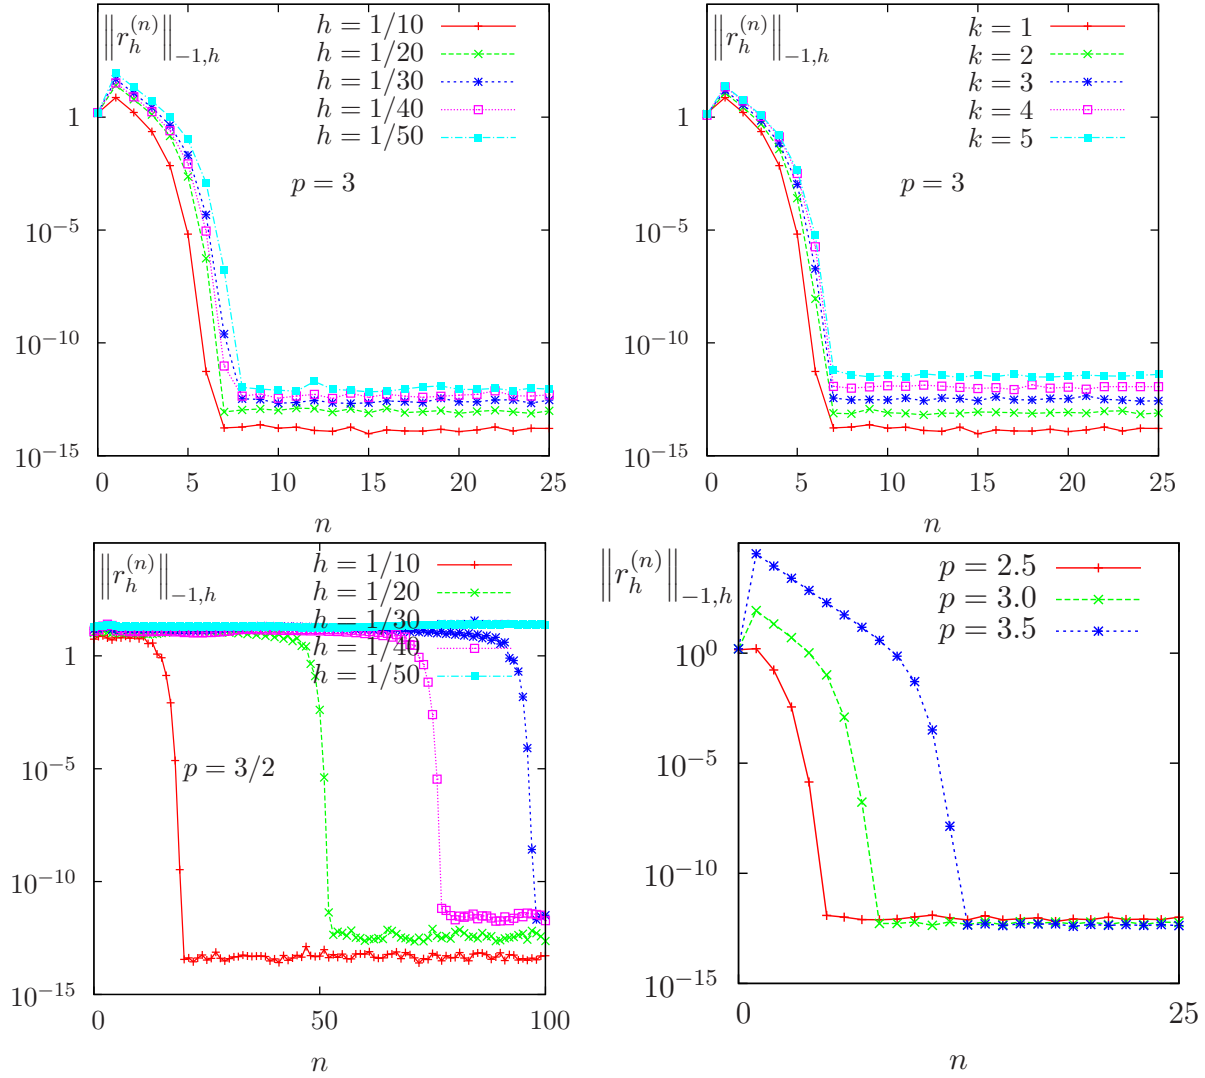 ‖r_h^{(n)}‖_{-1,h}
h = 1/10
h = 1/20
h = 1/30
h = 1/40
h = 1/50
p = 3
1
10^{-5}
10^{-10}
10^{-15}
0 5 10 15 20 25
n
‖r_h^{(n)}‖_{-1,h}
k = 1
k = 2
k = 3
k = 4
k = 5
p = 3
1
10^{-5}
10^{-10}
10^{-15}
0 5 10 15 20 25
n
‖r_h^{(n)}‖_{-1,h}
h = 1/10
h = 1/20
h = 1/30
h = 1/40
h = 1/50
p = 3/2
1
10^{-5}
10^{-10}
10^{-15}
0 50 100
n
‖r_h^{(n)}‖_{-1,h}
p = 2.5
p = 3.0
p = 3.5
10^{0}
10^{-5}
10^{-10}
10^{-15}
0 25
n